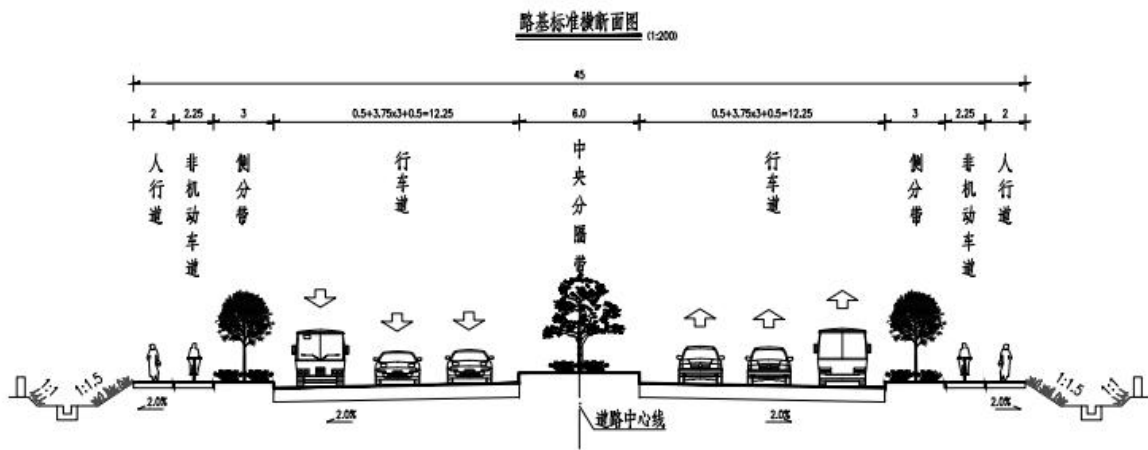 路基标准横断面图
(1:200)
45
2 2.25 3 0.5+3.75x3+0.5=12.25 6.0 0.5+3.75x3+0.5=12.25 3 2.25 2
人行道
非机动车道
侧分带
行车道
中央分隔带
行车道
侧分带
非机动车道
人行道
1:1
1:1.5
2.0%
2.0%
道路中心线
2.0%
2.0%
1:1.5
1:1